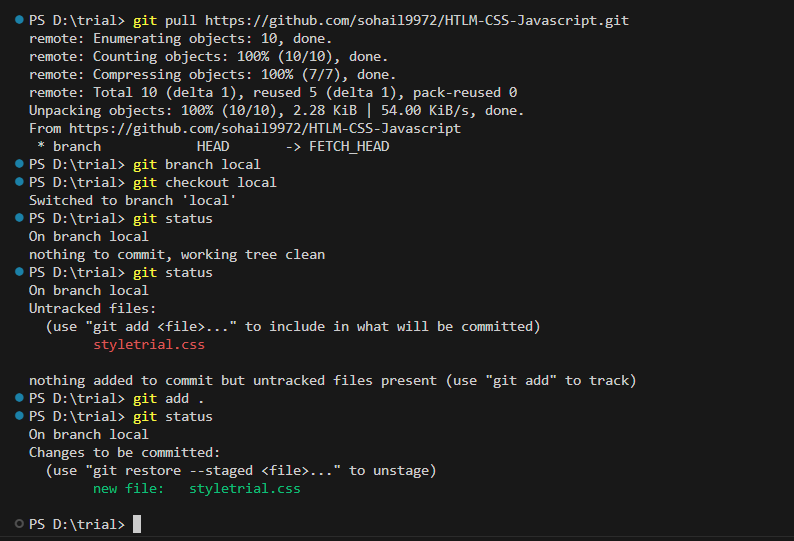 PS D:\trial> git pull https://github.com/sohail9972/HTLM-CSS-Javascript.git
remote: Enumerating objects: 10, done.
remote: Counting objects: 100% (10/10), done.
remote: Compressing objects: 100% (7/7), done.
remote: Total 10 (delta 1), reused 5 (delta 1), pack-reused 0
Unpacking objects: 100% (10/10), 2.28 KiB | 54.00 KiB/s, done.
From https://github.com/sohail9972/HTLM-CSS-Javascript
 * branch            HEAD       -> FETCH_HEAD
PS D:\trial> git branch local
PS D:\trial> git checkout local
Switched to branch 'local'
PS D:\trial> git status
On branch local
nothing to commit, working tree clean
PS D:\trial> git status
On branch local
Untracked files:
  (use "git add <file>..." to include in what will be committed)
        styletrial.css
nothing added to commit but untracked files present (use "git add" to track)
PS D:\trial> git add .
PS D:\trial> git status
On branch local
Changes to be committed:
  (use "git restore --staged <file>..." to unstage)
        new file:   styletrial.css
PS D:\trial>